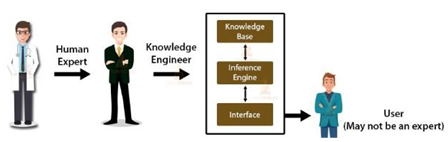 Human
Expert
Knowledge
Engineer
Knowledge
Base
Inference
Engine
Interface
User
(May not be an expert)